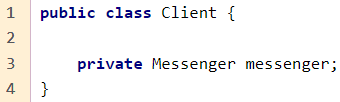 1 public class Client {
2
3     private Messenger messenger;
4 }